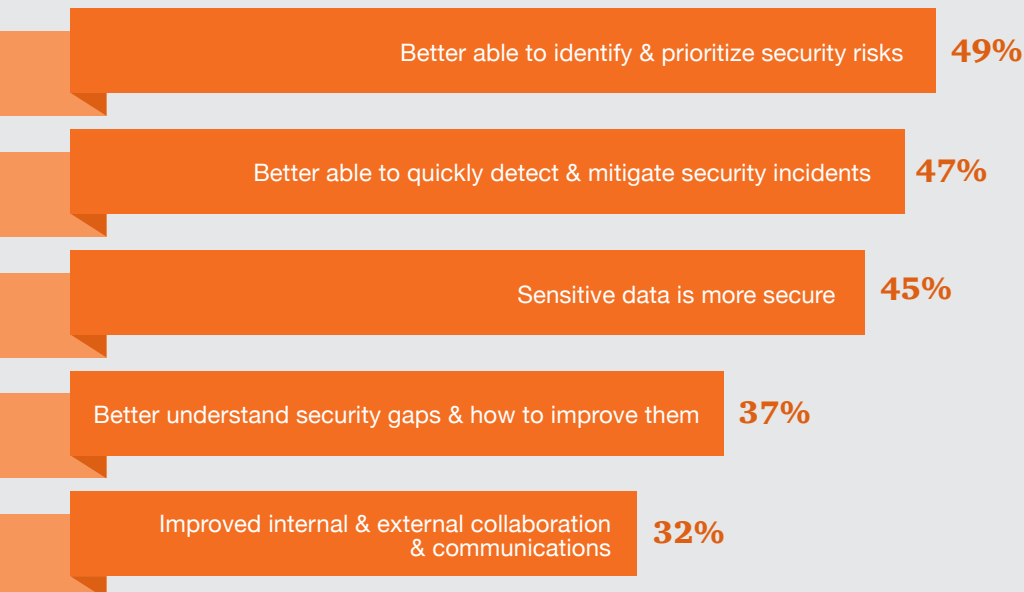 Better able to identify & prioritize security risks 49%
Better able to quickly detect & mitigate security incidents 47%
Sensitive data is more secure 45%
Better understand security gaps & how to improve them 37%
Improved internal & external collaboration
& communications 32%